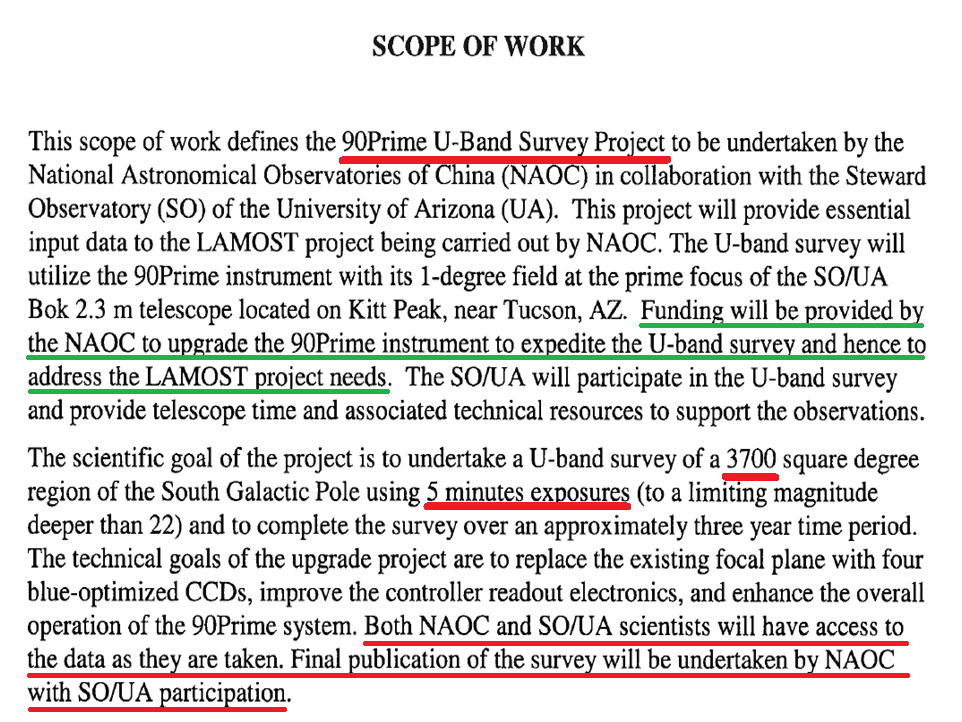 SCOPE OF WORK
This scope of work defines the 90Prime U-Band Survey Project to be undertaken by the
National Astronomical Observatories of China (NAOC) in collaboration with the Steward
Observatory (SO) of the University of Arizona (UA).  This project will provide essential
input data to the LAMOST project being carried out by NAOC. The U-band survey will
utilize the 90Prime instrument with its 1-degree field at the prime focus of the SO/UA
Bok 2.3 m telescope located on Kitt Peak, near Tucson, AZ.  Funding will be provided by
the NAOC to upgrade the 90Prime instrument to expedite the U-band survey and hence to
address the LAMOST project needs.  The SO/UA will participate in the U-band survey
and provide telescope time and associated technical resources to support the observations.
The scientific goal of the project is to undertake a U-band survey of a 3700 square degree
region of the South Galactic Pole using 5 minutes exposures (to a limiting magnitude
deeper than 22) and to complete the survey over an approximately three year time period.
The technical goals of the upgrade project are to replace the existing focal plane with four
blue-optimized CCDs, improve the controller readout electronics, and enhance the overall
operation of the 90Prime system. Both NAOC and SO/UA scientists will have access to
the data as they are taken. Final publication of the survey will be undertaken by NAOC
with SO/UA participation.